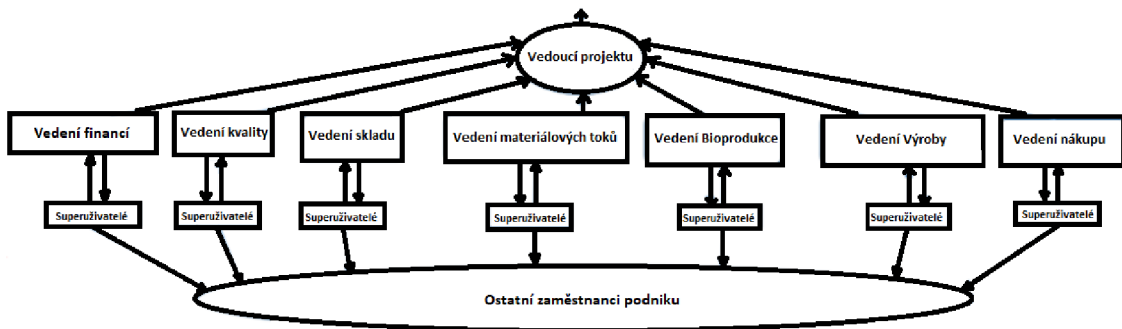 Vedoucí projektu
Vedení financí
Vedení kvality
Vedení skladu
Vedení materiálových toků
Vedení Bioprodukce
Vedení Výroby
Vedení nákupu
Superuživatelé
Superuživatelé
Superuživatelé
Superuživatelé
Superuživatelé
Superuživatelé
Superuživatelé
Ostatní zaměstnanci podniku